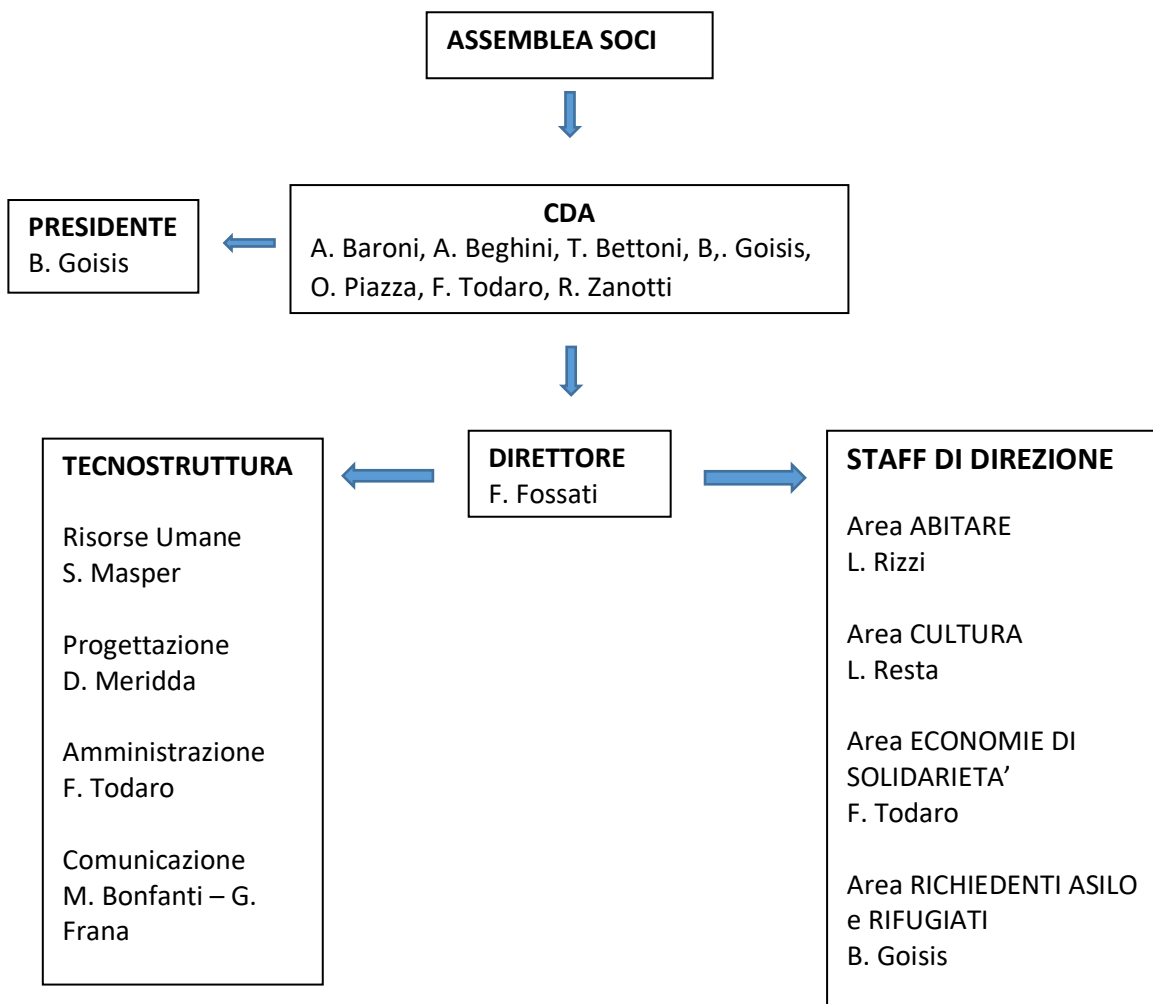 ASSEMBLEA SOCI
PRESIDENTE
B. Goisis
CDA
A. Baroni, A. Beghini, T. Bettoni, B,. Goisis,
O. Piazza, F. Todaro, R. Zanotti
TECNOSTRUTTURA
Risorse Umane
S. Masper
Progettazione
D. Meridda
Amministrazione
F. Todaro
Comunicazione
M. Bonfanti – G.
Frana
DIRETTORE
F. Fossati
STAFF DI DIREZIONE
Area ABITARE
L. Rizzi
Area CULTURA
L. Resta
Area ECONOMIE DI
SOLIDARIETA’
F. Todaro
Area RICHIEDENTI ASILO
e RIFUGIATI
B. Goisis